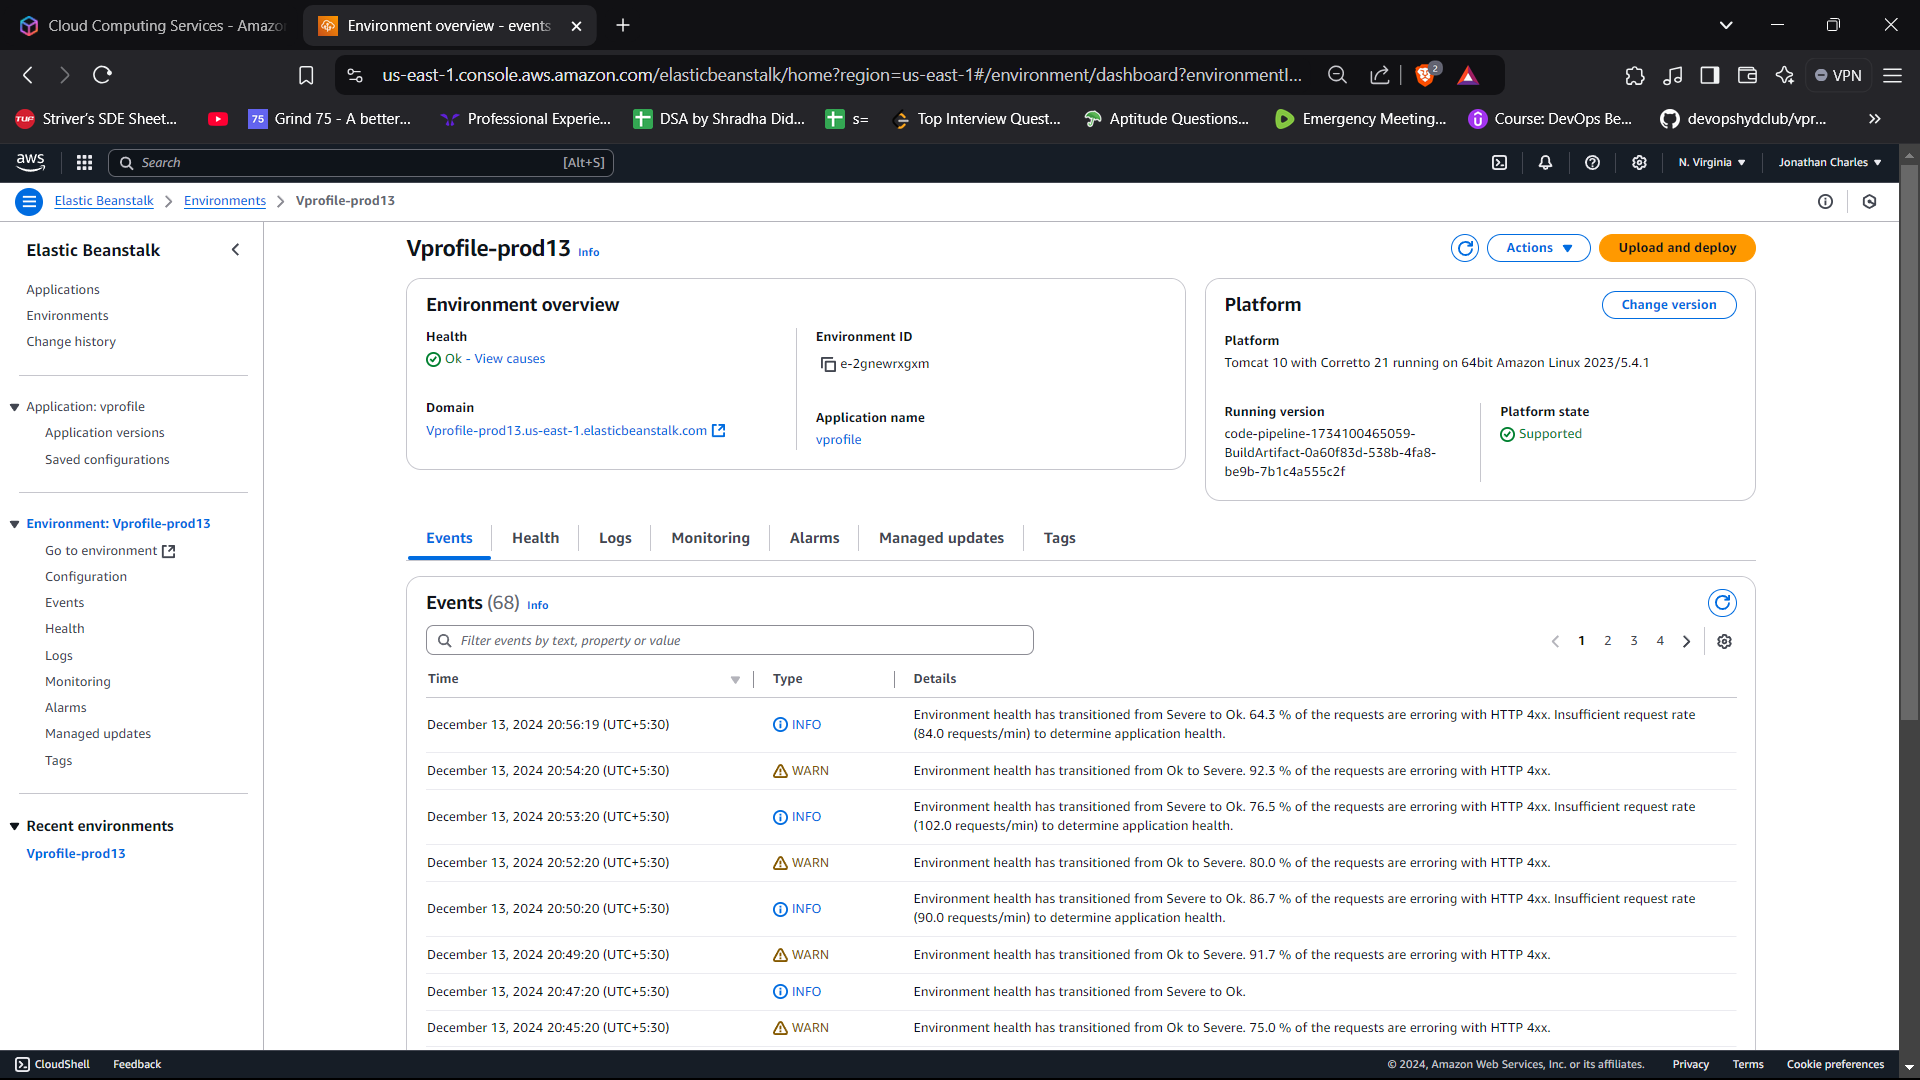 Cloud Computing Services - Amazo
Environment overview - events
us-east-1.console.aws.amazon.com/elasticbeanstalk/home?region=us-east-1#/environment/dashboard?environmentI...
2
VPN
TUF Striver's SDE Sheet...
75 Grind 75 - A better...
Professional Experie...
DSA by Shradha Did...
s=
Top Interview Quest...
Aptitude Questions...
Emergency Meeting...
Course: DevOps Be...
devopshydclub/vpr...
aws
Search
[Alt+S]
N. Virginia
Jonathan Charles
Elastic Beanstalk
Environments
Vprofile-prod13
Elastic Beanstalk
Applications
Environments
Change history
Application: vprofile
Application versions
Saved configurations
Environment: Vprofile-prod13
Go to environment
Configuration
Events
Health
Logs
Monitoring
Alarms
Managed updates
Tags
Recent environments
Vprofile-prod13
Vprofile-prod13 Info
Actions
Upload and deploy
Environment overview
Health
Ok - View causes
Domain
Vprofile-prod13.us-east-1.elasticbeanstalk.com
Environment ID
e-2gnewrxgxm
Application name
vprofile
Platform
Change version
Platform
Tomcat 10 with Corretto 21 running on 64bit Amazon Linux 2023/5.4.1
Running version
code-pipeline-1734100465059-
BuildArtifact-0a60f83d-538b-4fa8-
be9b-7b1c4a555c2f
Platform state
Supported
Events
Health
Logs
Monitoring
Alarms
Managed updates
Tags
Events (68) Info
Filter events by text, property or value
1 2 3 4
Time Type Details
December 13, 2024 20:56:19 (UTC+5:30) INFO Environment health has transitioned from Severe to Ok. 64.3 % of the requests are erroring with HTTP 4xx. Insufficient request rate
(84.0 requests/min) to determine application health.
December 13, 2024 20:54:20 (UTC+5:30) WARN Environment health has transitioned from Ok to Severe. 92.3 % of the requests are erroring with HTTP 4xx.
December 13, 2024 20:53:20 (UTC+5:30) INFO Environment health has transitioned from Severe to Ok. 76.5 % of the requests are erroring with HTTP 4xx. Insufficient request rate
(102.0 requests/min) to determine application health.
December 13, 2024 20:52:20 (UTC+5:30) WARN Environment health has transitioned from Ok to Severe. 80.0 % of the requests are erroring with HTTP 4xx.
December 13, 2024 20:50:20 (UTC+5:30) INFO Environment health has transitioned from Severe to Ok. 86.7 % of the requests are erroring with HTTP 4xx. Insufficient request rate
(90.0 requests/min) to determine application health.
December 13, 2024 20:49:20 (UTC+5:30) WARN Environment health has transitioned from Ok to Severe. 91.7 % of the requests are erroring with HTTP 4xx.
December 13, 2024 20:47:20 (UTC+5:30) INFO Environment health has transitioned from Severe to Ok.
December 13, 2024 20:45:20 (UTC+5:30) WARN Environment health has transitioned from Ok to Severe. 75.0 % of the requests are erroring with HTTP 4xx.
CloudShell
Feedback
© 2024, Amazon Web Services, Inc. or its affiliates.
Privacy
Terms
Cookie preferences